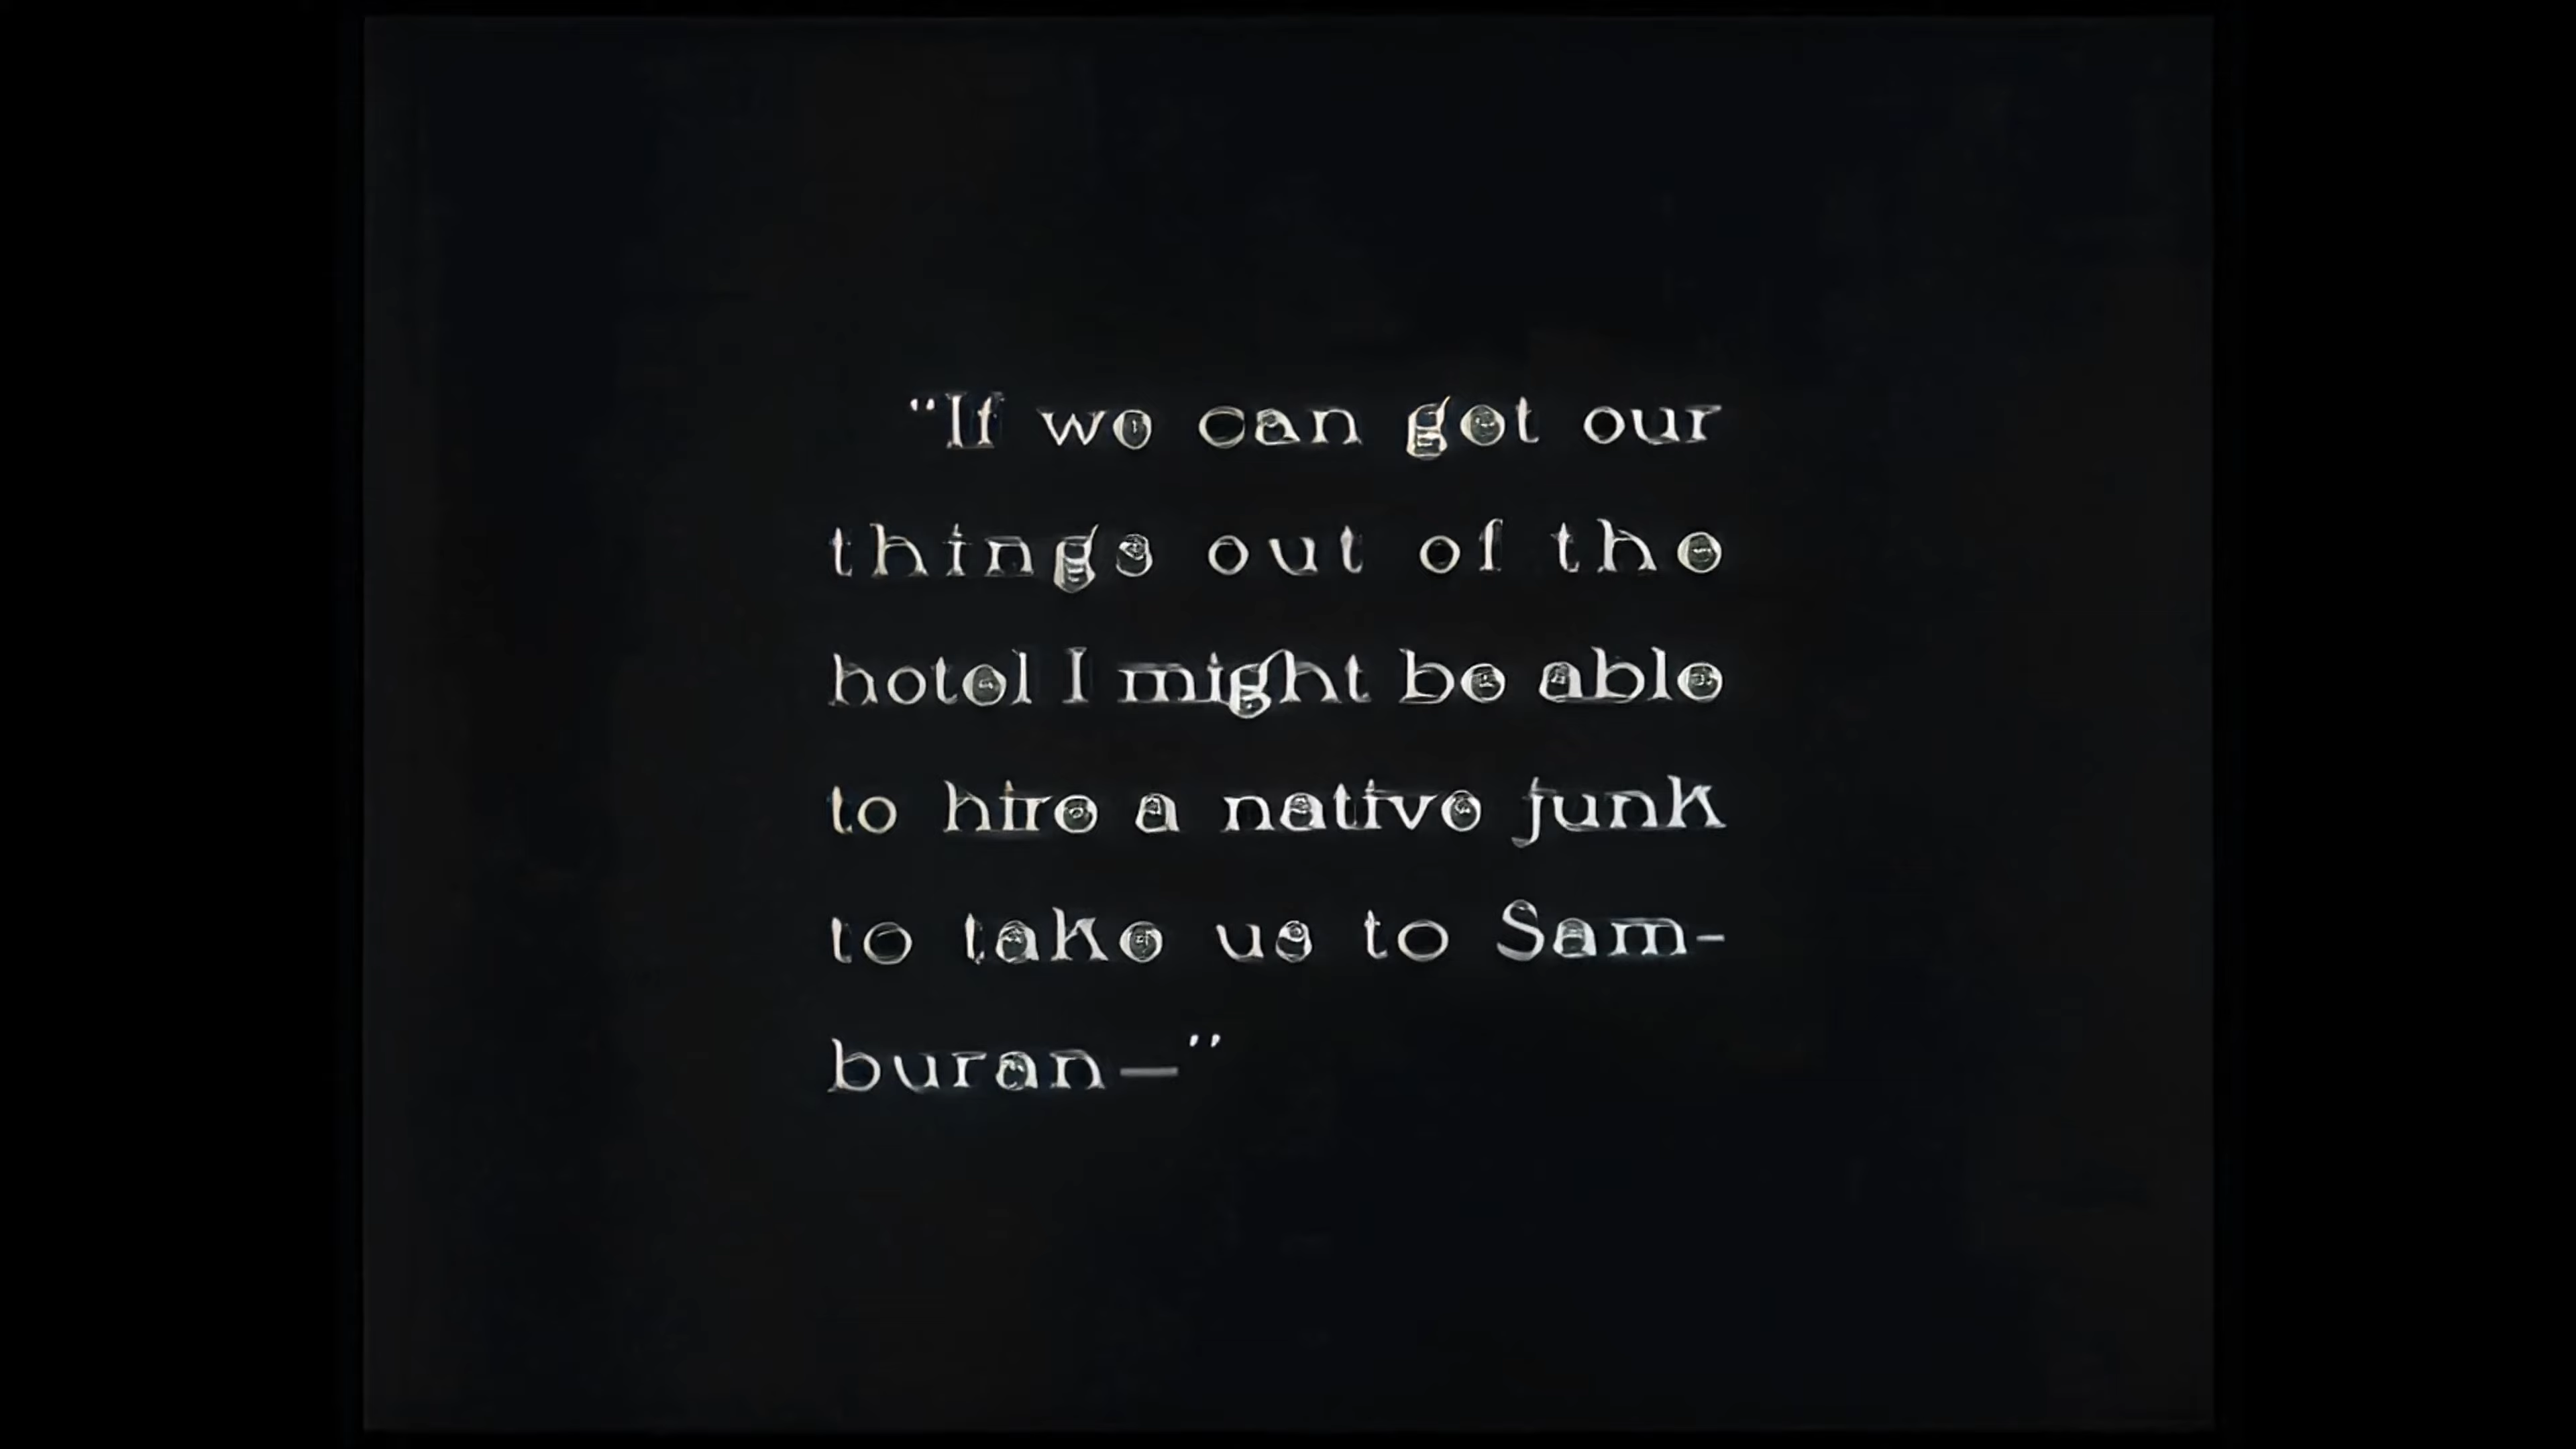 "If we can get our
things out of the
hotel I might be able
to hire a native junk
to take us to Sam-
buran—"